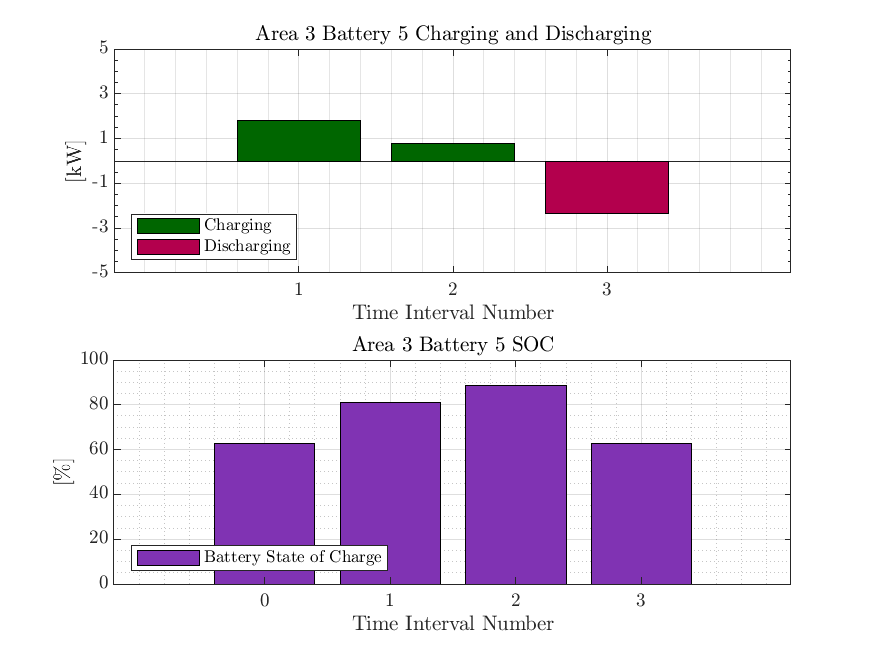 Area 3 Battery 5 Charging and Discharging
5
3
1
-1
-3
-5
[kW]
Charging
Discharging
1 2 3
Time Interval Number
Area 3 Battery 5 SOC
100
80
60
40
20
0
[%]
Battery State of Charge
0 1 2 3
Time Interval Number